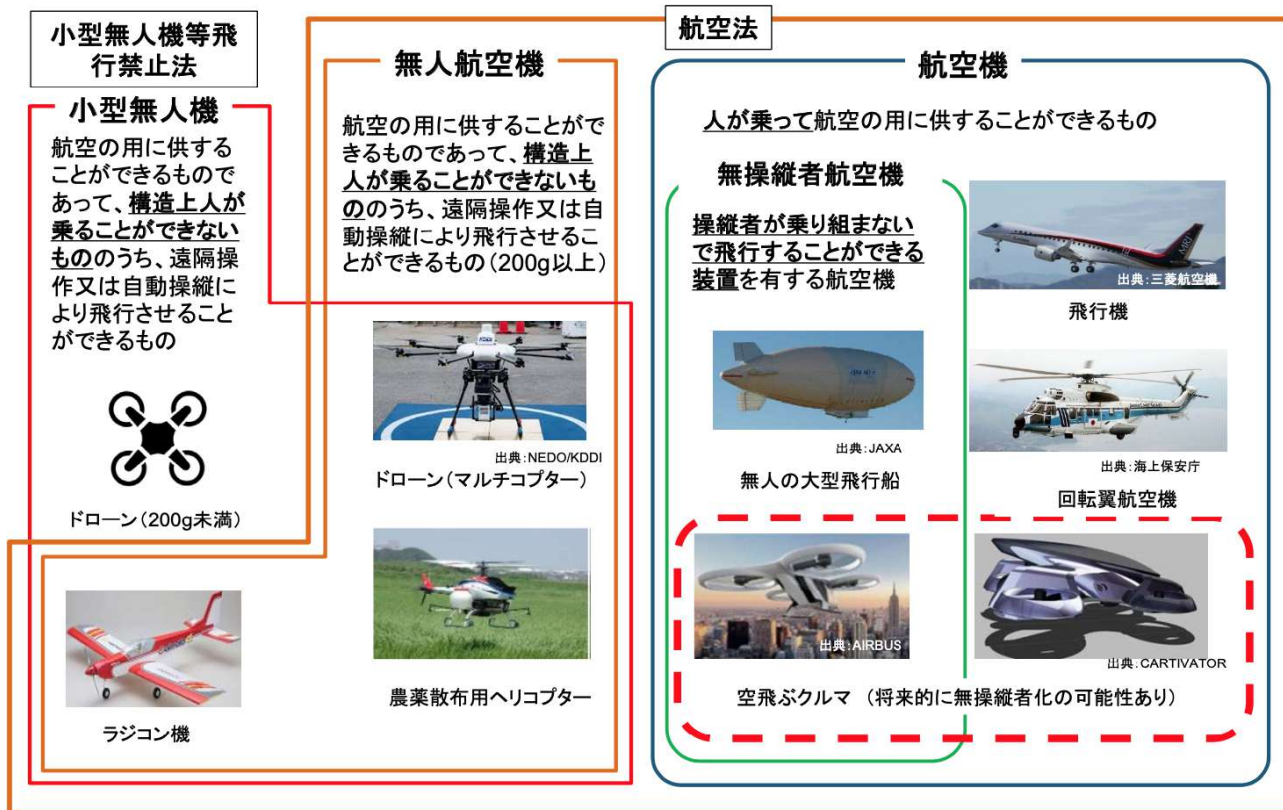 小型無人機等飛
行禁止法
小型無人機
航空の用に供する
ことができるもので
あって、構造上人が
乗ることができない
もののうち、遠隔操
作又は自動操縦に
より飛行させること
ができるもの
ドローン（200g未満）
ラジコン機
航空法
無人航空機
航空の用に供することがで
きるものであって、構造上
人が乗ることができないも
ののうち、遠隔操作又は自
動操縦により飛行させるこ
とができるもの（200g以上）
KDDI
出典：NEDO/KDDI
ドローン（マルチコプター）
農薬散布用ヘリコプター
航空機
人が乗って航空の用に供することができるもの
無操縦者航空機
操縦者が乗り組まない
で飛行することができる
装置を有する航空機
出典：JAXA
無人の大型飛行船
MRJ
出典：三菱航空機
飛行機
出典：海上保安庁
回転翼航空機
出典：AIRBUS
出典：CARTIVATOR
空飛ぶクルマ （将来的に無操縦者化の可能性あり）